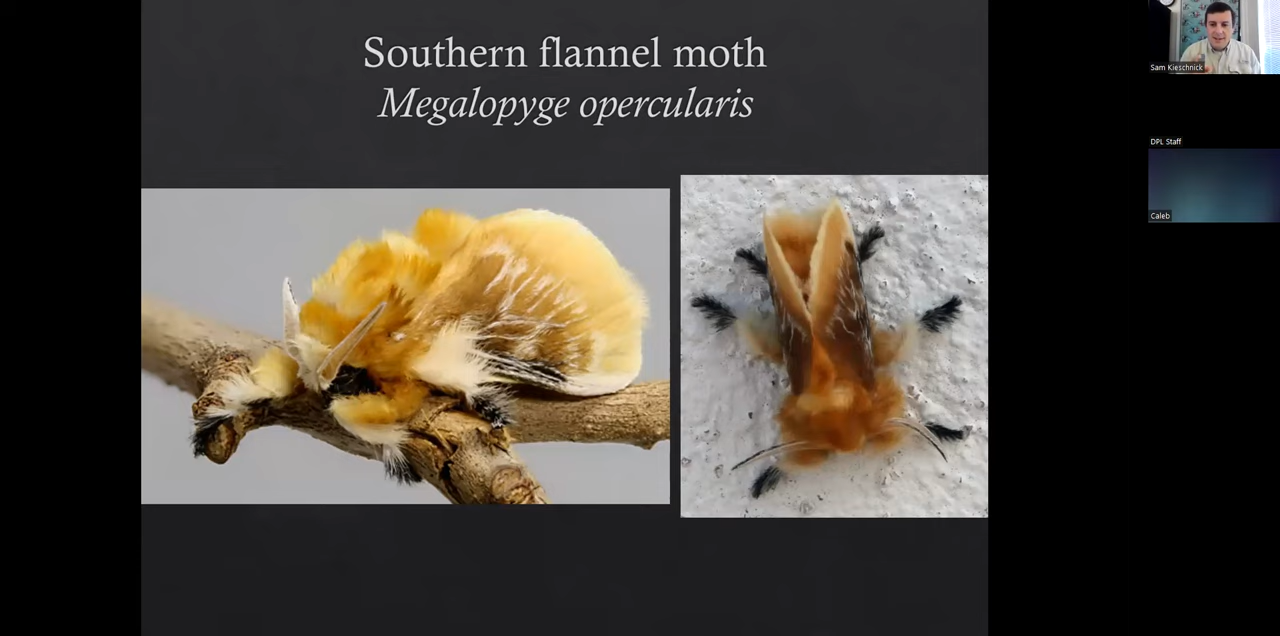 Southern flannel moth
Megalopyge opercularis
Sam Kieschnick
DPL Staff
Caleb